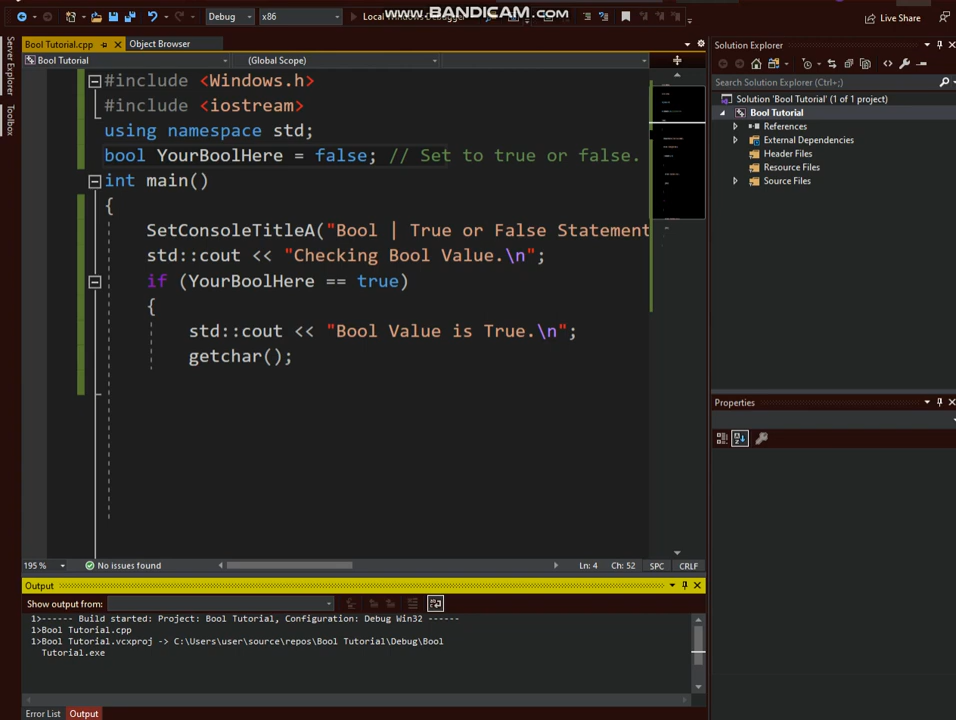 www.BANDICAM.com
Debug x86 Local Live Share
Server Explorer
Toolbox
Bool Tutorial.cpp Object Browser
Bool Tutorial (Global Scope)
#include <Windows.h>
#include <iostream>
using namespace std;
bool YourBoolHere = false; // Set to true or false.
int main()
{
SetConsoleTitleA("Bool | True or False Statement
std::cout << "Checking Bool Value.\n";
if (YourBoolHere == true)
{
std::cout << "Bool Value is True.\n";
getchar();
195 % No issues found Ln: 4 Ch: 52 SPC CRLF
Output
Show output from:
1>------ Build started: Project: Bool Tutorial, Configuration: Debug Win32 ------
1>Bool Tutorial.cpp
1>Bool Tutorial.vcxproj -> C:\Users\user\source\repos\Bool Tutorial\Debug\Bool
Tutorial.exe
Error List Output
Solution Explorer
Search Solution Explorer (Ctrl+;)
Solution 'Bool Tutorial' (1 of 1 project)
Bool Tutorial
References
External Dependencies
Header Files
Resource Files
Source Files
Properties